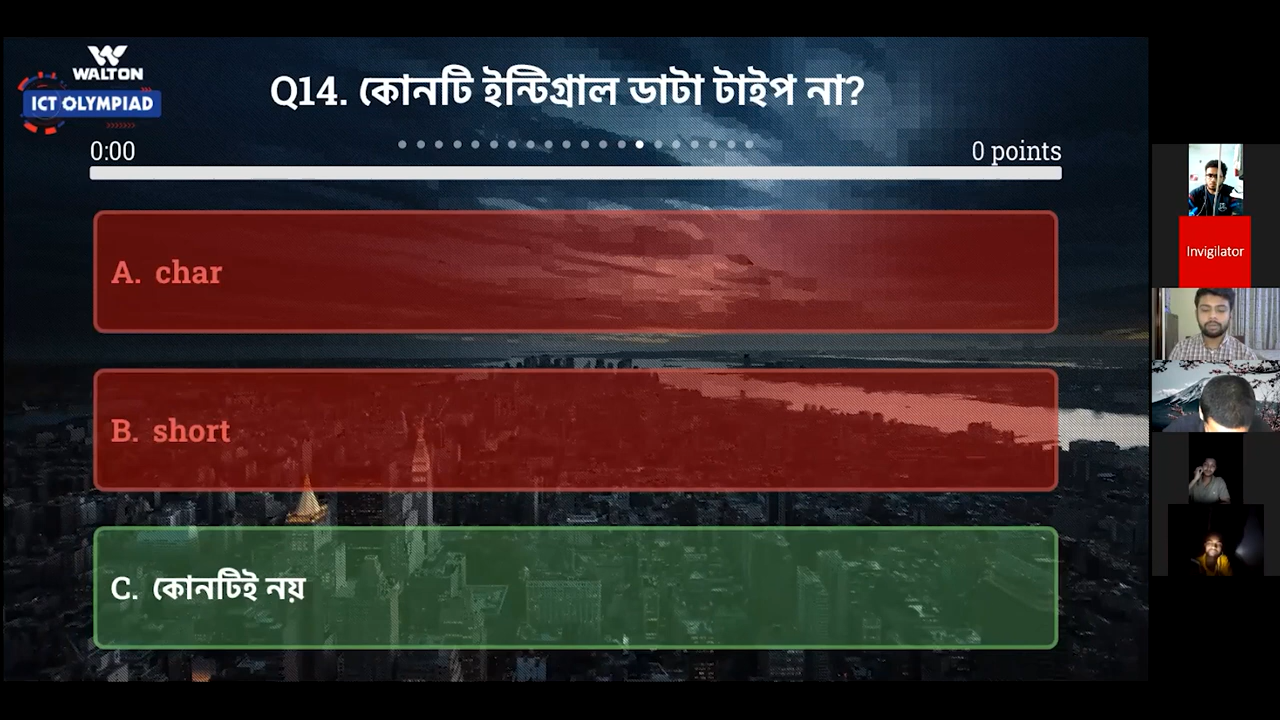 WALTON
ICT OLYMPIAD
Q14. কোনটি ইন্টিগ্রাল ডাটা টাইপ না?
0:00
0 points
A. char
B. short
C. কোনটিই নয়
Invigilator